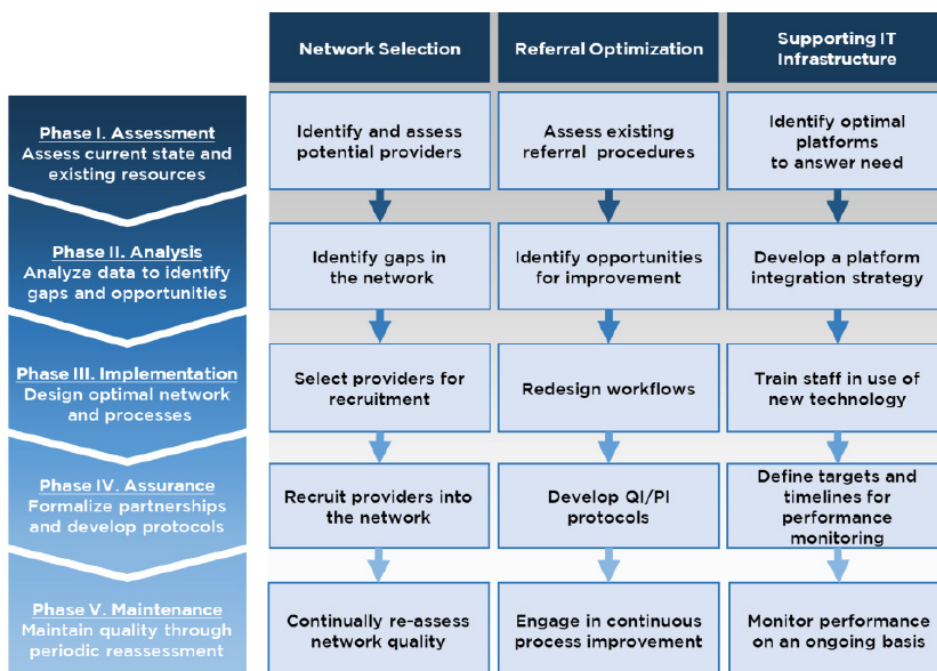 Network Selection
Referral Optimization
Supporting IT
Infrastructure
Phase I. Assessment
Assess current state and
existing resources
Identify and assess
potential providers
Assess existing
referral procedures
Identify optimal
platforms
to answer need
Phase II. Analysis
Analyze data to identify
gaps and opportunities
Identify gaps in
the network
Identify opportunities
for improvement
Develop a platform
integration strategy
Phase III. Implementation
Design optimal network
and processes
Select providers for
recruitment
Redesign workflows
Train staff in use of
new technology
Phase IV. Assurance
Formalize partnerships
and develop protocols
Recruit providers into
the network
Develop QI/PI
protocols
Define targets and
timelines for
performance
monitoring
Phase V. Maintenance
Maintain quality through
periodic reassessment
Continually re-assess
network quality
Engage in continuous
process improvement
Monitor performance
on an ongoing basis